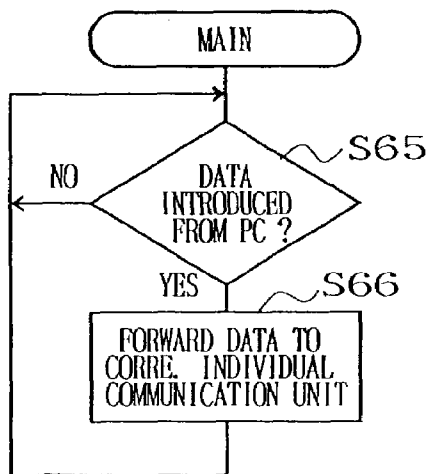 MAIN
S65
NO
DATA
INTRODUCED
FROM PC ?
YES
S66
FORWARD DATA TO
CORRE. INDIVIDUAL
COMMUNICATION UNIT